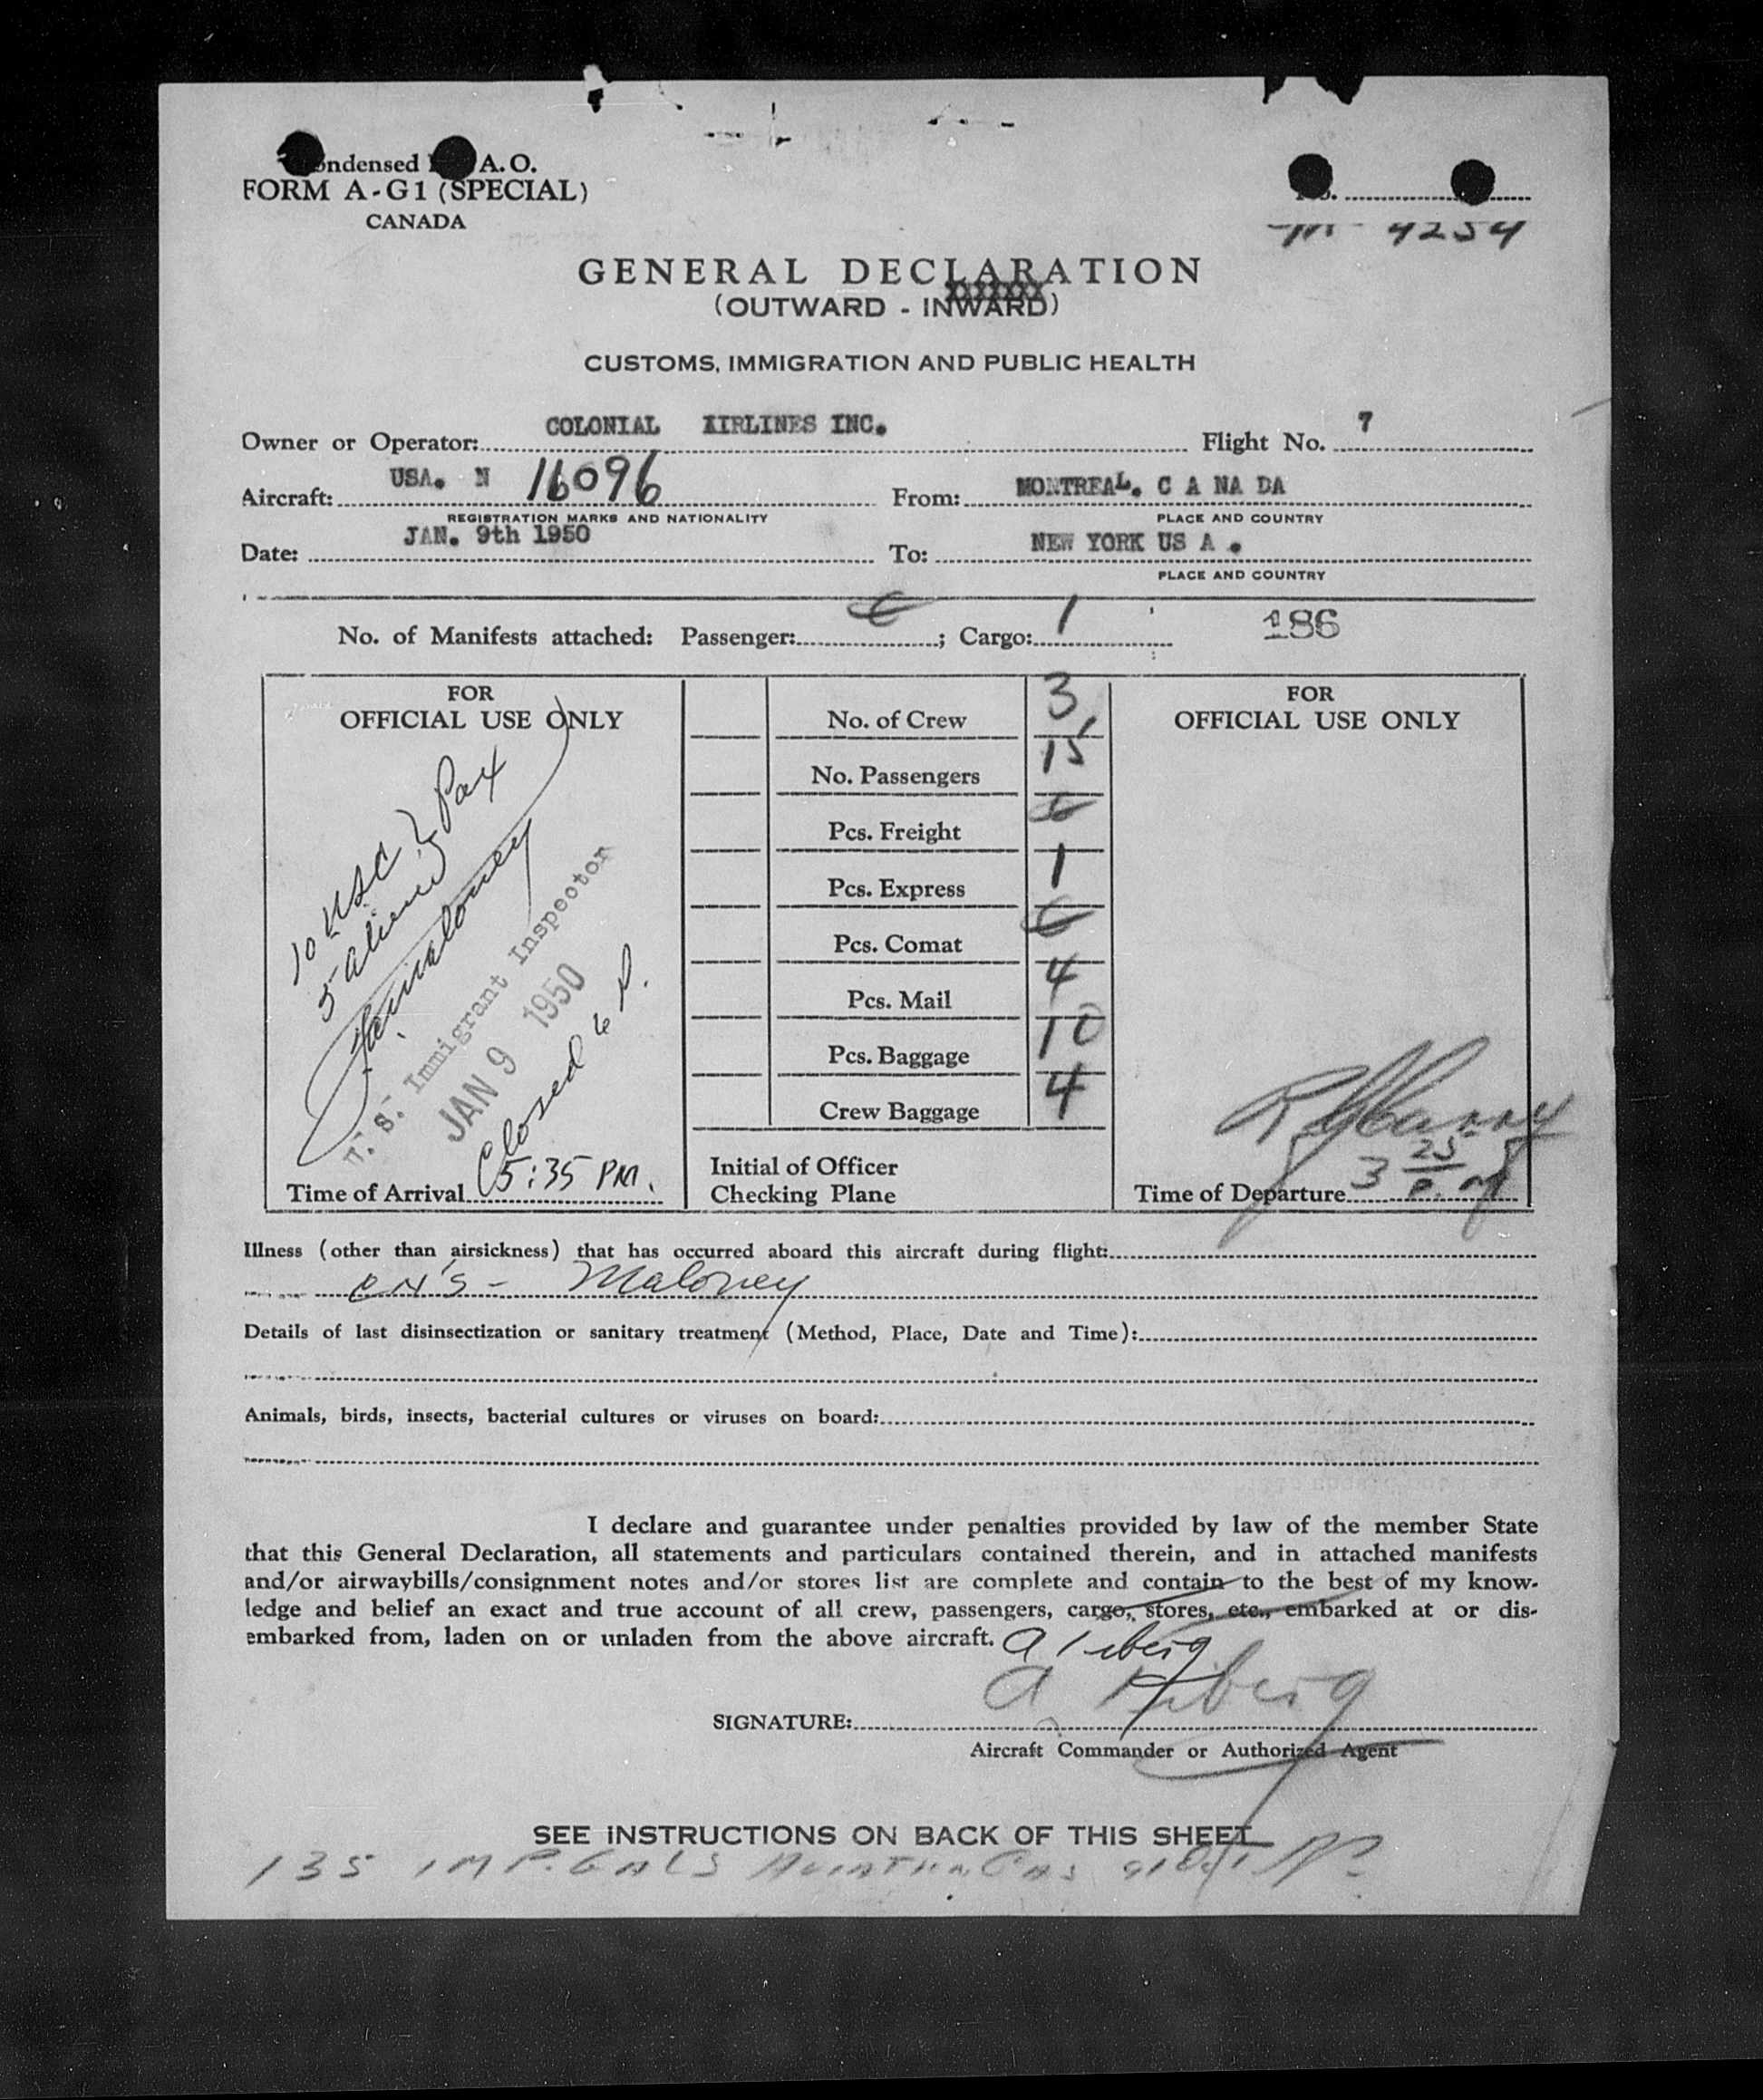 ondensed A.O.
FORM A-G1 (SPECIAL)
CANADA
4254
GENERAL DECLARATION
(OUTWARD - INWARD)
xxxxxx
CUSTOMS, IMMIGRATION AND PUBLIC HEALTH
Owner or Operator: COLONIAL AIRLINES INC. Flight No. 7
Aircraft: USA. N 16096 From: MONTREAL. C A NA DA
REGISTRATION MARKS AND NATIONALITY PLACE AND COUNTRY
Date: JAN. 9th 1950 To: NEW YORK US A .
PLACE AND COUNTRY
No. of Manifests attached: Passenger: ; Cargo: 1 186
FOR
OFFICIAL USE ONLY
10 USC } Pax
5 aliens
Maloney
U. S. Immigrant Inspector
JAN 9 1950
Closed 6 P.
Time of Arrival 5:35 PM.
No. of Crew 3
No. Passengers 15
Pcs. Freight
Pcs. Express 1
Pcs. Comat
Pcs. Mail 4
Pcs. Baggage 10
Crew Baggage 4
Initial of Officer
Checking Plane
FOR
OFFICIAL USE ONLY
Time of Departure 3 25 P.M
Illness (other than airsickness) that has occurred aboard this aircraft during flight:
Maloney
Details of last disinsectization or sanitary treatment (Method, Place, Date and Time):
Animals, birds, insects, bacterial cultures or viruses on board:
I declare and guarantee under penalties provided by law of the member State
that this General Declaration, all statements and particulars contained therein, and in attached manifests
and/or airwaybills/consignment notes and/or stores list are complete and contain to the best of my know-
ledge and belief an exact and true account of all crew, passengers, cargo, stores, etc., embarked at or dis-
embarked from, laden on or unladen from the above aircraft.
SIGNATURE:
Aircraft Commander or Authorized Agent
SEE INSTRUCTIONS ON BACK OF THIS SHEET
135 IMP. GALS AVIATION GAS